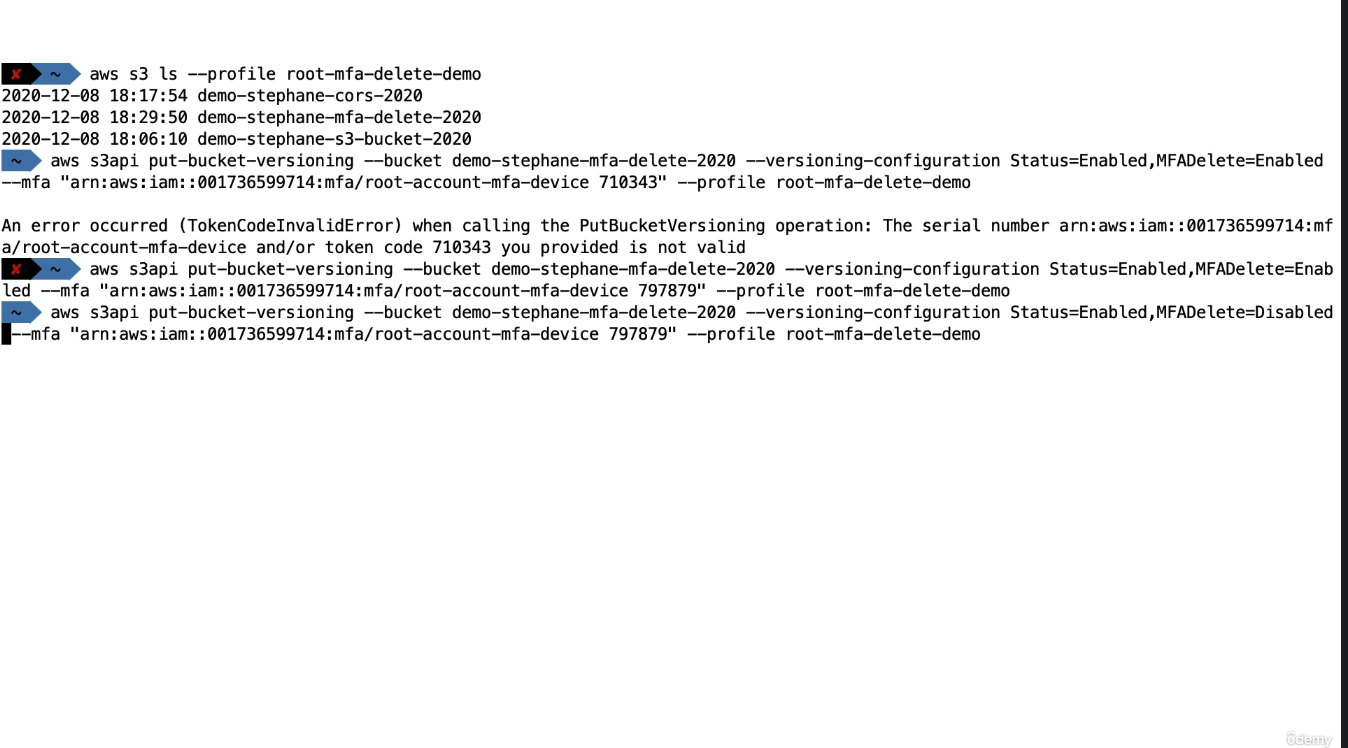 ✘ ~ aws s3 ls --profile root-mfa-delete-demo
2020-12-08 18:17:54 demo-stephane-cors-2020
2020-12-08 18:29:50 demo-stephane-mfa-delete-2020
2020-12-08 18:06:10 demo-stephane-s3-bucket-2020
~ aws s3api put-bucket-versioning --bucket demo-stephane-mfa-delete-2020 --versioning-configuration Status=Enabled,MFADelete=Enabled
--mfa "arn:aws:iam::001736599714:mfa/root-account-mfa-device 710343" --profile root-mfa-delete-demo
An error occurred (TokenCodeInvalidError) when calling the PutBucketVersioning operation: The serial number arn:aws:iam::001736599714:mf
a/root-account-mfa-device and/or token code 710343 you provided is not valid
✘ ~ aws s3api put-bucket-versioning --bucket demo-stephane-mfa-delete-2020 --versioning-configuration Status=Enabled,MFADelete=Enab
led --mfa "arn:aws:iam::001736599714:mfa/root-account-mfa-device 797879" --profile root-mfa-delete-demo
~ aws s3api put-bucket-versioning --bucket demo-stephane-mfa-delete-2020 --versioning-configuration Status=Enabled,MFADelete=Disabled
--mfa "arn:aws:iam::001736599714:mfa/root-account-mfa-device 797879" --profile root-mfa-delete-demo
ûdemy